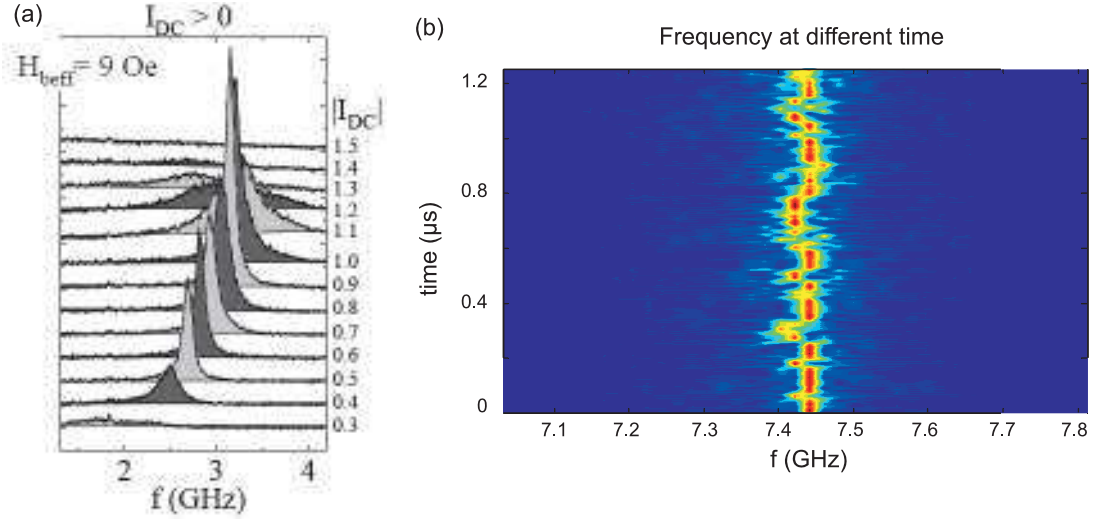 (a)
I_DC > 0
H_beff = 9 Oe
|I_DC|
1.5
1.4
1.3
1.2
1.1
1.0
0.9
0.8
0.7
0.6
0.5
0.4
0.3
2 3 4
f (GHz)
(b)
Frequency at different time
1.2
0.8
0.4
0
time (µs)
7.1 7.2 7.3 7.4 7.5 7.6 7.7 7.8
f (GHz)